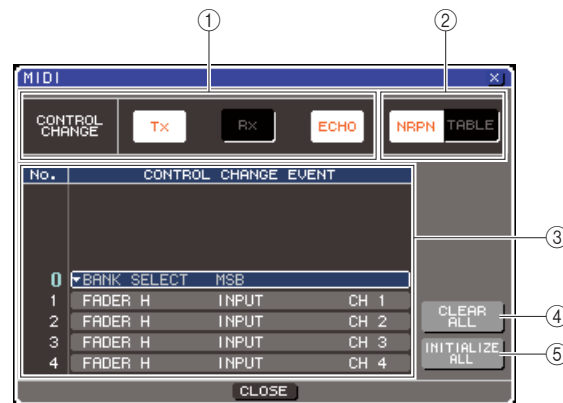 ① ②
MIDI ×
CONTROL CHANGE Tx Rx ECHO NRPN TABLE
No. CONTROL CHANGE EVENT
③
0 BANK SELECT MSB
1 FADER H INPUT CH 1
2 FADER H INPUT CH 2
3 FADER H INPUT CH 3
4 FADER H INPUT CH 4
CLEAR ALL ④
INITIALIZE ALL ⑤
CLOSE